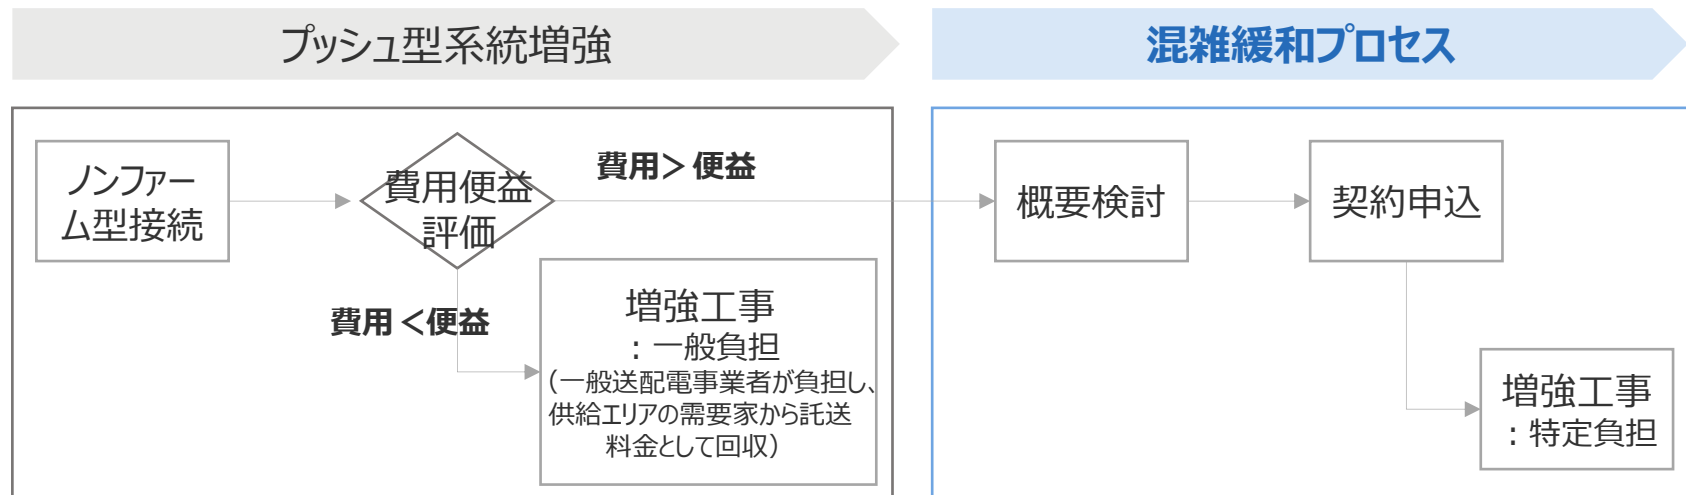 プッシュ型系統増強
混雑緩和プロセス
ノンファー
ム型接続
費用便益
評価
費用＞便益
費用＜便益
増強工事
：一般負担
（一般送配電事業者が負担し、
供給エリアの需要家から託送
料金として回収）
概要検討
契約申込
増強工事
：特定負担